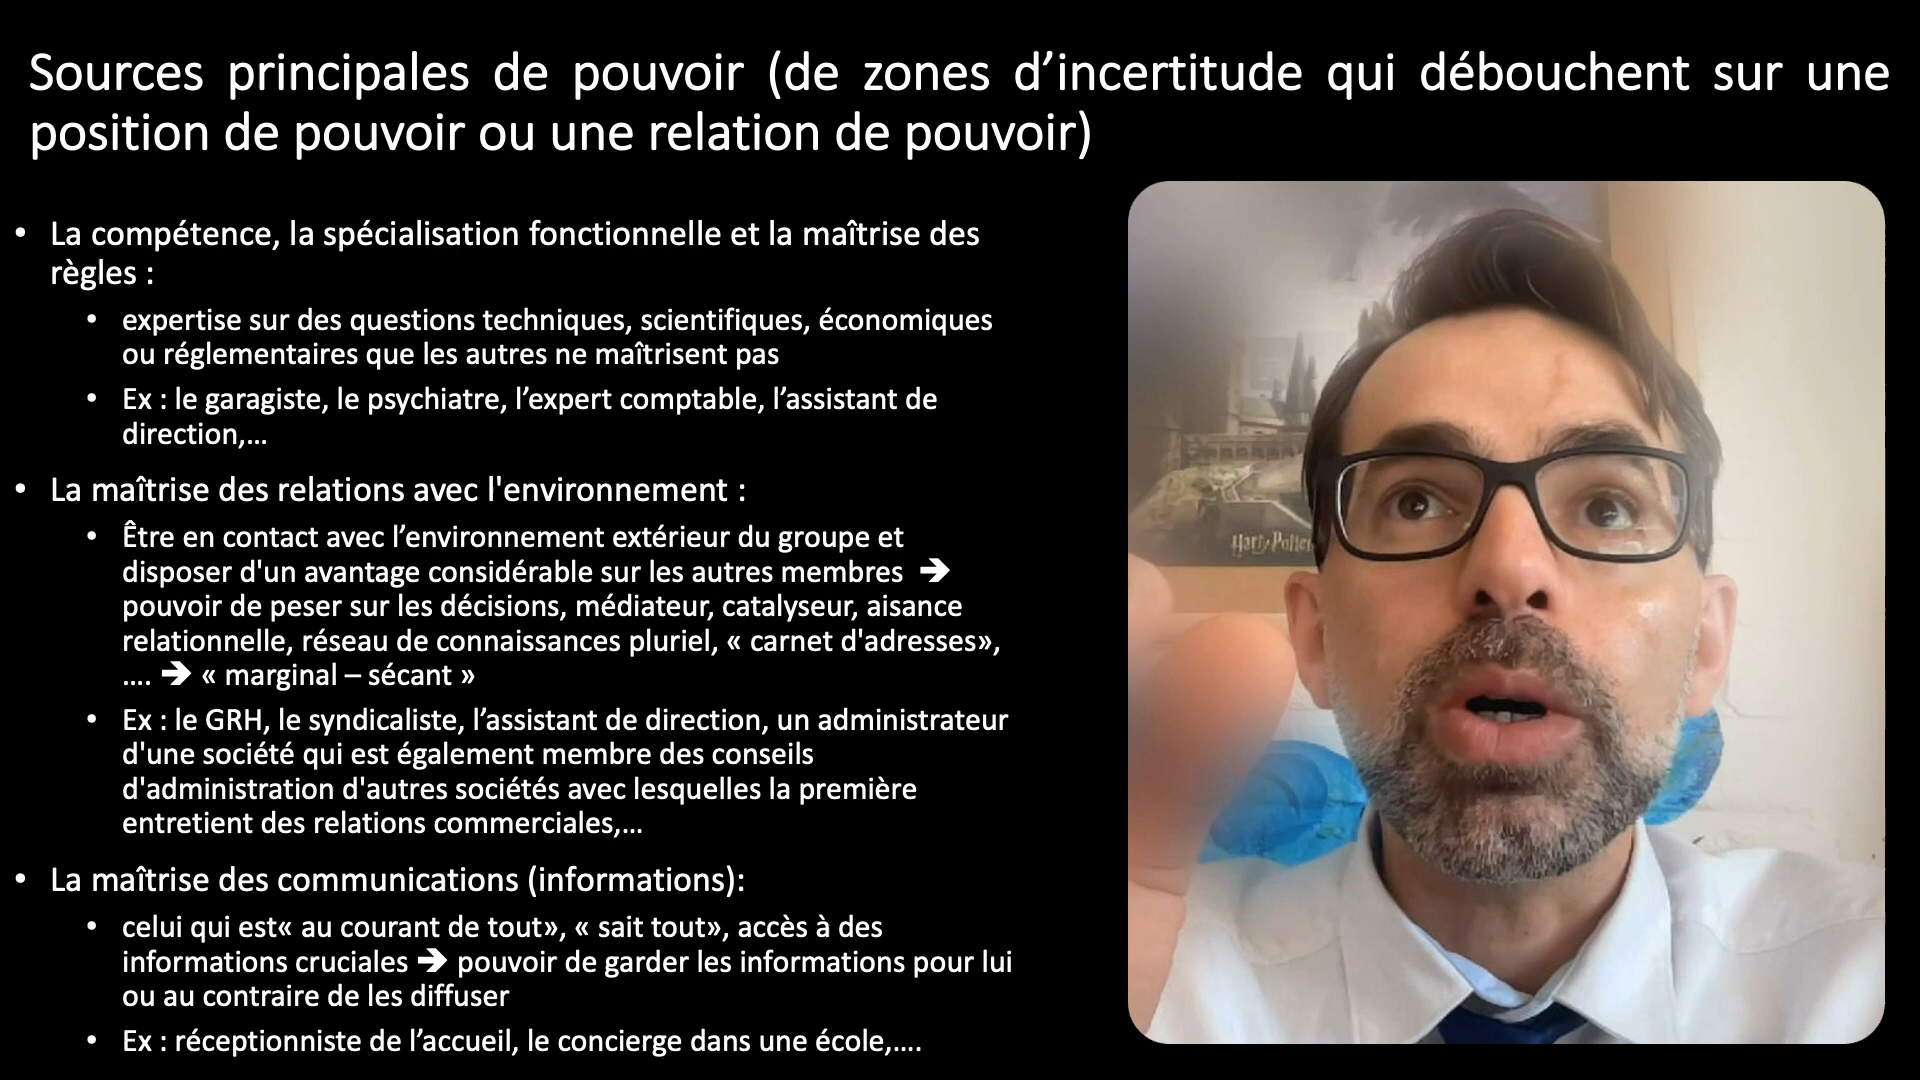 Sources principales de pouvoir (de zones d’incertitude qui débouchent sur une
position de pouvoir ou une relation de pouvoir)
• La compétence, la spécialisation fonctionnelle et la maîtrise des
règles :
• expertise sur des questions techniques, scientifiques, économiques
ou réglementaires que les autres ne maîtrisent pas
• Ex : le garagiste, le psychiatre, l’expert comptable, l’assistant de
direction,…
• La maîtrise des relations avec l'environnement :
• Être en contact avec l’environnement extérieur du groupe et
disposer d'un avantage considérable sur les autres membres ➔
pouvoir de peser sur les décisions, médiateur, catalyseur, aisance
relationnelle, réseau de connaissances pluriel, « carnet d'adresses»,
…. ➔ « marginal – sécant »
• Ex : le GRH, le syndicaliste, l’assistant de direction, un administrateur
d'une société qui est également membre des conseils
d'administration d'autres sociétés avec lesquelles la première
entretient des relations commerciales,…
• La maîtrise des communications (informations):
• celui qui est« au courant de tout», « sait tout», accès à des
informations cruciales ➔ pouvoir de garder les informations pour lui
ou au contraire de les diffuser
• Ex : réceptionniste de l’accueil, le concierge dans une école,….
Harry Potter